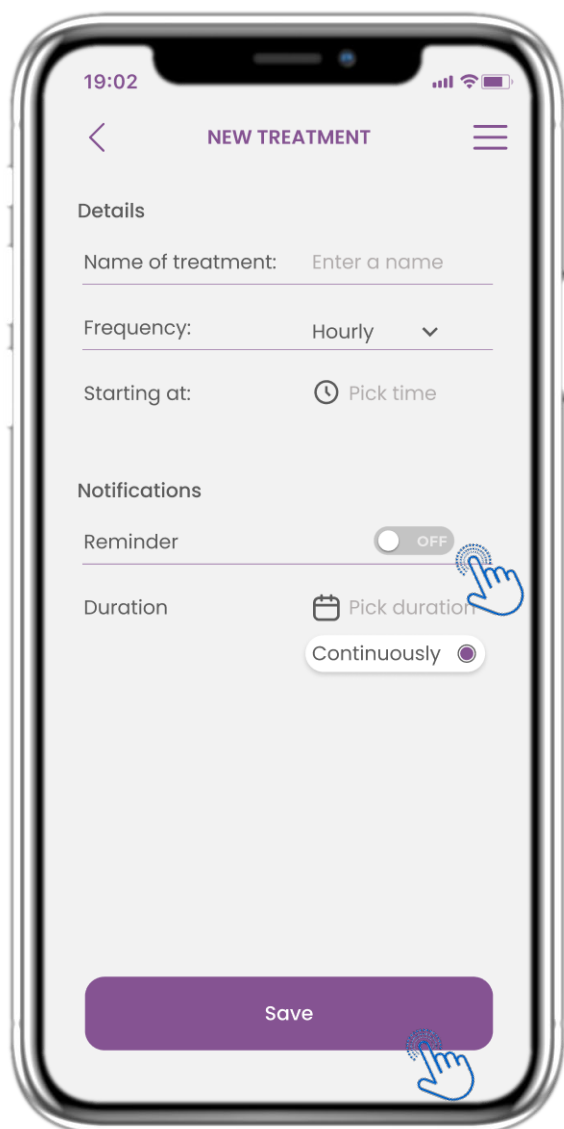 19:02
NEW TREATMENT
Details
Name of treatment: Enter a name
Frequency: Hourly
Starting at: Pick time
Notifications
Reminder OFF
Duration Pick duration
Continuously
Save